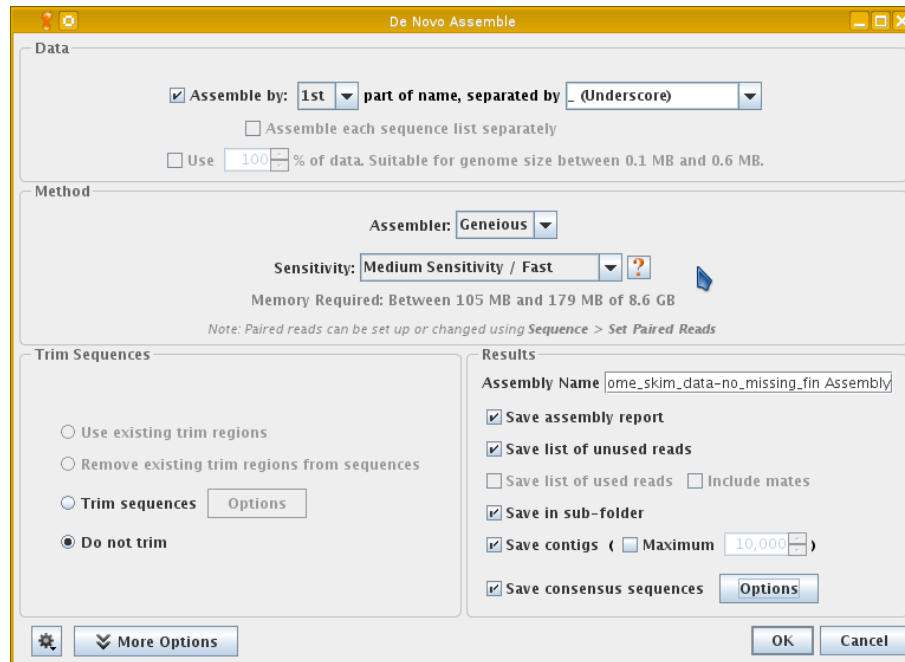 De Novo Assemble
Data
Assemble by: 1st part of name, separated by _ (Underscore)
Assemble each sequence list separately
Use 100 % of data. Suitable for genome size between 0.1 MB and 0.6 MB.
Method
Assembler: Geneious
Sensitivity: Medium Sensitivity / Fast ?
Memory Required: Between 105 MB and 179 MB of 8.6 GB
Note: Paired reads can be set up or changed using Sequence > Set Paired Reads
Trim Sequences
Use existing trim regions
Remove existing trim regions from sequences
Trim sequences Options
Do not trim
Results
Assembly Name ome_skim_data-no_missing_fin Assembly
Save assembly report
Save list of unused reads
Save list of used reads Include mates
Save in sub-folder
Save contigs ( Maximum 10,000 )
Save consensus sequences Options
More Options
OK Cancel